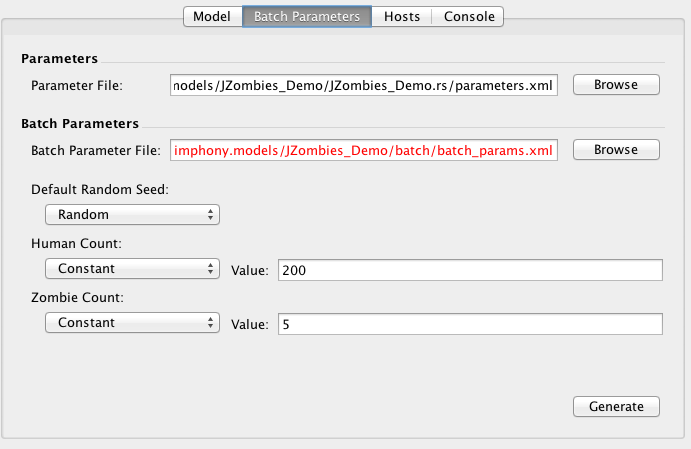 Model Batch Parameters Hosts Console
Parameters
Parameter File: models/JZombies_Demo/JZombies_Demo.rs/parameters.xml Browse
Batch Parameters
Batch Parameter File: imphony.models/JZombies_Demo/batch/batch_params.xml Browse
Default Random Seed:
Random
Human Count:
Constant Value: 200
Zombie Count:
Constant Value: 5
Generate